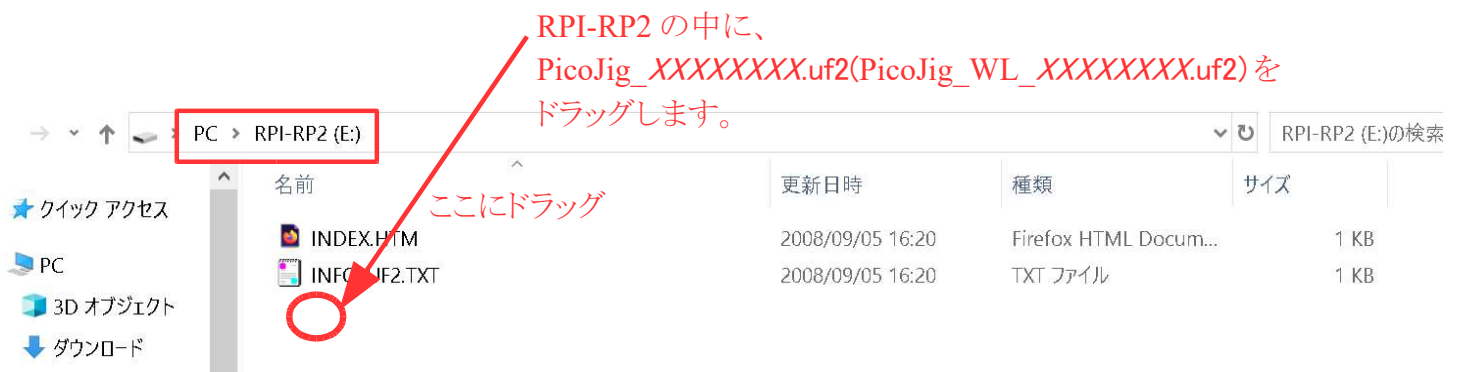 RPI-RP2 の中に、
PicoJig_XXXXXXXX.uf2(PicoJig_WL_XXXXXXXX.uf2)を
ドラッグします。
PC > RPI-RP2 (E:)
RPI-RP2 (E:)の検索
名前 更新日時 種類 サイズ
クイック アクセス
ここにドラッグ
INDEX.HTM 2008/09/05 16:20 Firefox HTML Docum... 1 KB
PC
INFO_UF2.TXT 2008/09/05 16:20 TXT ファイル 1 KB
3D オブジェクト
ダウンロード